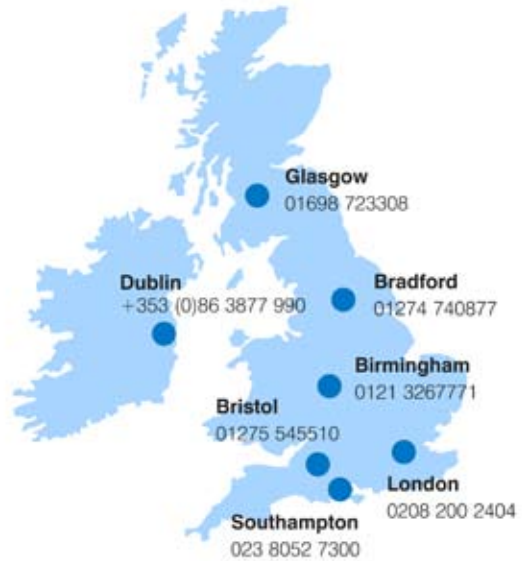 Glasgow
01698 723308
Dublin
+353 (0)86 3877 990
Bradford
01274 740877
Birmingham
0121 3267771
Bristol
01275 545510
London
0208 200 2404
Southampton
023 8052 7300